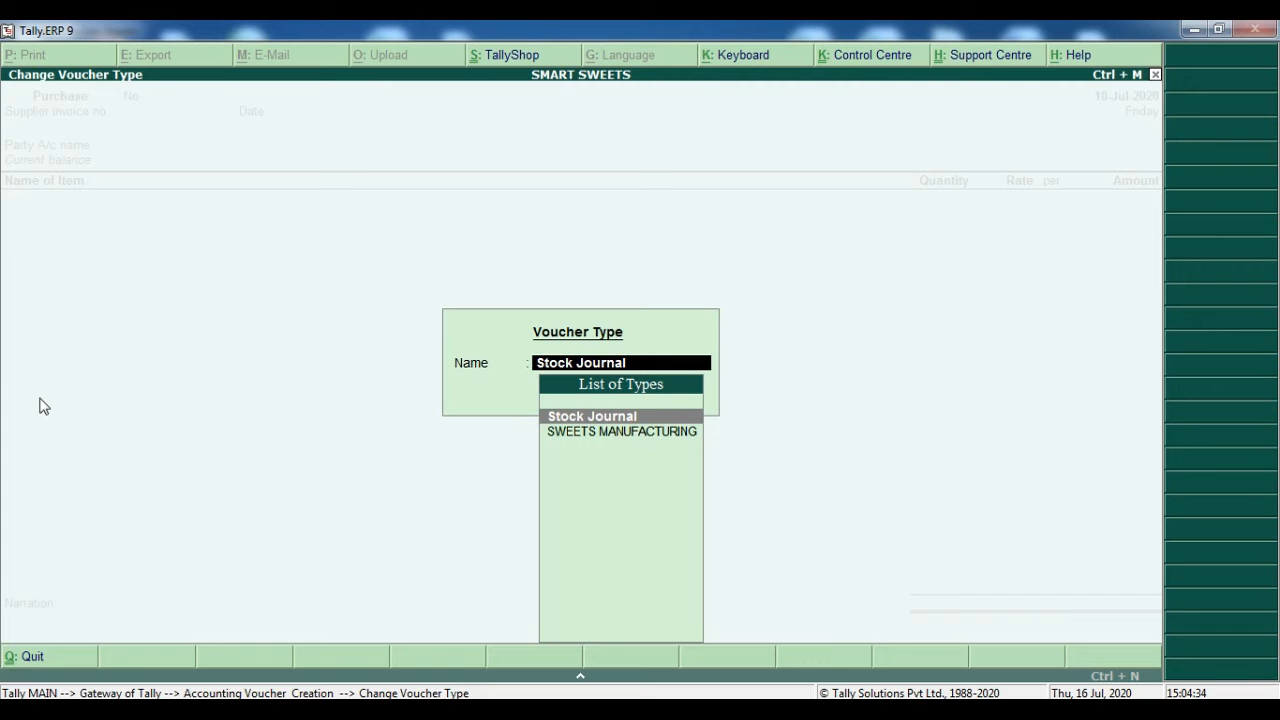 Tally.ERP 9
P: Print E: Export M: E-Mail O: Upload S: TallyShop G: Language K: Keyboard K: Control Centre H: Support Centre H: Help
Change Voucher Type SMART SWEETS Ctrl + M
Purchase No 10-Jul-2020
Supplier invoice no. Date Friday
Party A/c name
Current balance
Name of Item Quantity Rate per Amount
Voucher Type
Name : Stock Journal
List of Types
Stock Journal
SWEETS MANUFACTURING
Narration
Q: Quit
Ctrl + N
Tally MAIN --> Gateway of Tally --> Accounting Voucher Creation --> Change Voucher Type © Tally Solutions Pvt Ltd., 1988-2020 Thu, 16 Jul, 2020 15:04:34